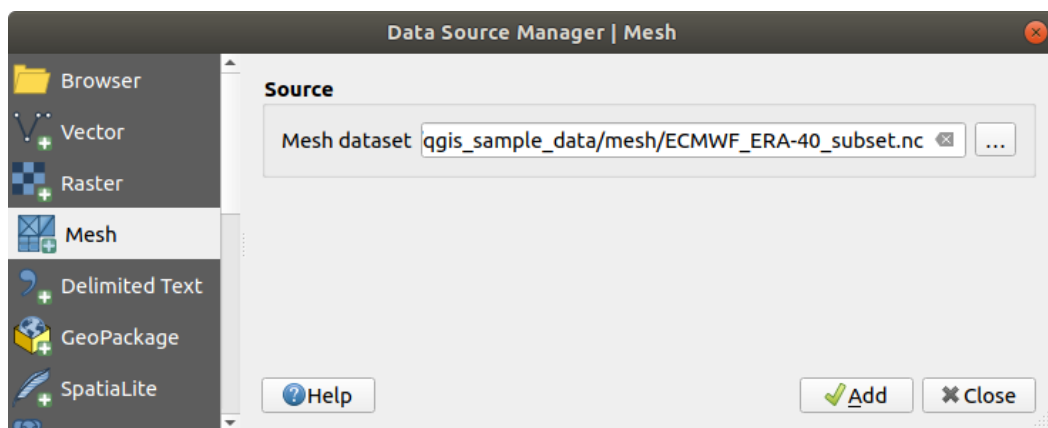 Data Source Manager | Mesh
Browser
Vector
Raster
Mesh
Delimited Text
GeoPackage
SpatiaLite
Source
Mesh dataset qgis_sample_data/mesh/ECMWF_ERA-40_subset.nc ...
Help
Add
Close